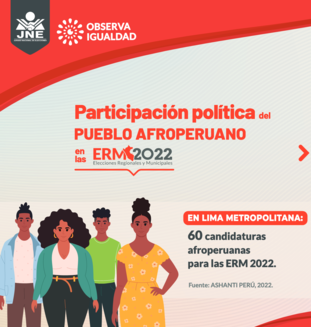 JNE
OBSERVA
IGUALDAD
Participación política del
PUEBLO AFROPERUANO
en las ERM2022
Elecciones Regionales y Municipales
EN LIMA METROPOLITANA:
60 candidaturas
afroperuanas
para las ERM 2022.
Fuente: ASHANTI PERÚ, 2022.